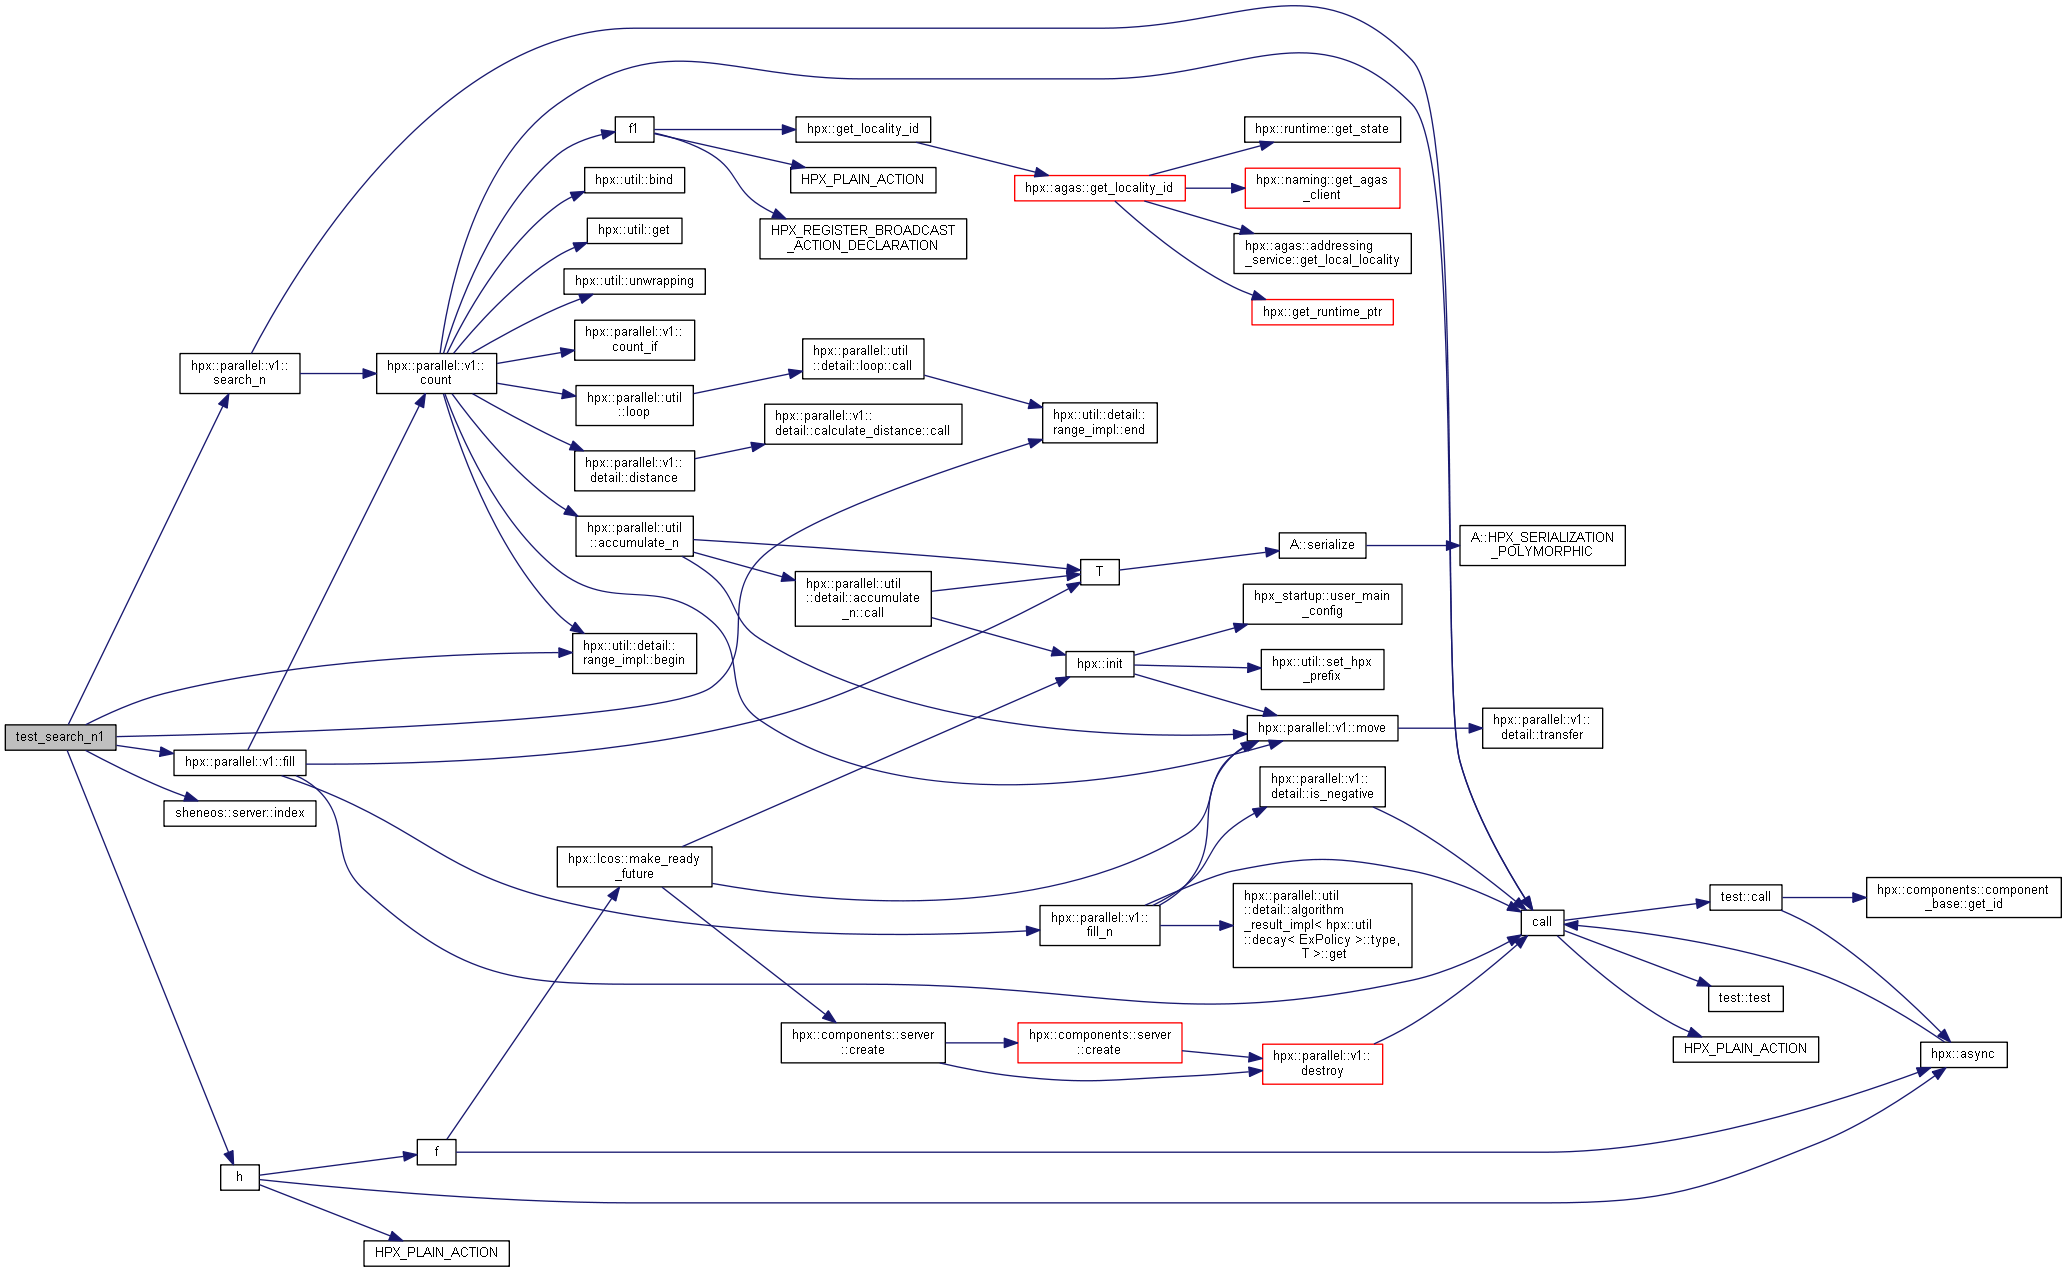 f1
hpx::get_locality_id
hpx::runtime::get_state
hpx::util::bind
HPX_PLAIN_ACTION
hpx::agas::get_locality_id
hpx::naming::get_agas
_client
hpx::util::get
HPX_REGISTER_BROADCAST
_ACTION_DECLARATION
hpx::agas::addressing
_service::get_local_locality
hpx::util::unwrapping
hpx::get_runtime_ptr
hpx::parallel::v1::
count_if
hpx::parallel::v1::
search_n
hpx::parallel::v1::
count
hpx::parallel::util
::detail::loop::call
hpx::parallel::util
::loop
hpx::parallel::v1::
detail::calculate_distance::call
hpx::util::detail::
range_impl::end
hpx::parallel::v1::
detail::distance
hpx::parallel::util
::accumulate_n
A::serialize
A::HPX_SERIALIZATION
_POLYMORPHIC
T
hpx::parallel::util
::detail::accumulate
_n::call
hpx_startup::user_main
_config
hpx::util::detail::
range_impl::begin
hpx::init
hpx::util::set_hpx
_prefix
test_search_n1
hpx::parallel::v1::move
hpx::parallel::v1::
detail::transfer
hpx::parallel::v1::fill
hpx::parallel::v1::
detail::is_negative
sheneos::server::index
hpx::lcos::make_ready
_future
hpx::parallel::v1::
fill_n
hpx::parallel::util
::detail::algorithm
_result_impl< hpx::util
::decay< ExPolicy >::type,
T >::get
call
test::call
hpx::components::component
_base::get_id
test::test
hpx::components::server
::create
hpx::components::server
::create
hpx::parallel::v1::
destroy
HPX_PLAIN_ACTION
hpx::async
f
h
HPX_PLAIN_ACTION